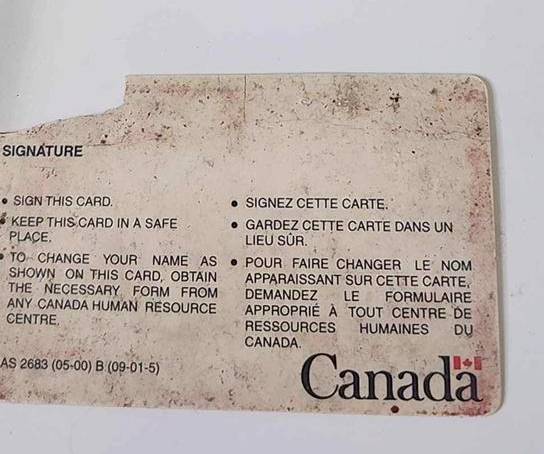 SIGNATURE
• SIGN THIS CARD.
• KEEP THIS CARD IN A SAFE
PLACE.
• TO CHANGE YOUR NAME AS
SHOWN ON THIS CARD, OBTAIN
THE NECESSARY FORM FROM
ANY CANADA HUMAN RESOURCE
CENTRE.
AS 2683 (05-00) B (09-01-5)
• SIGNEZ CETTE CARTE.
• GARDEZ CETTE CARTE DANS UN
LIEU SÛR.
• POUR FAIRE CHANGER LE NOM
APPARAISSANT SUR CETTE CARTE,
DEMANDEZ LE FORMULAIRE
APPROPRIÉ À TOUT CENTRE DE
RESSOURCES HUMAINES DU
CANADA.
Canada